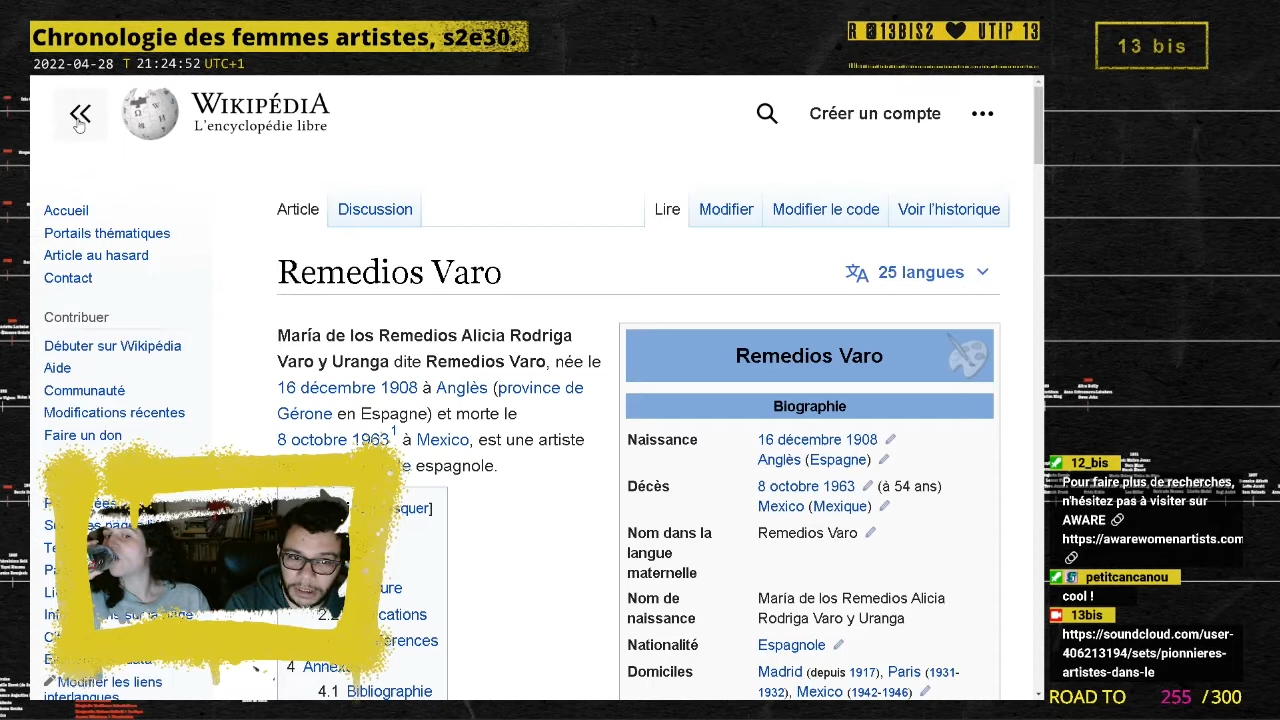 Chronologie des femmes artistes, s2e30.
2022-04-28 T 21:24:52 UTC+1
R @13BIS2 ♥ UTIP 13
13 bis
WIKIPÉDIA
L'encyclopédie libre
Créer un compte
Article Discussion Lire Modifier Modifier le code Voir l'historique
Accueil
Portails thématiques
Article au hasard
Contact
Contribuer
Débuter sur Wikipédia
Aide
Communauté
Modifications récentes
Faire un don
Remedios Varo
25 langues
María de los Remedios Alicia Rodriga
Varo y Uranga dite Remedios Varo, née le
16 décembre 1908 à Anglès (province de
Gérone en Espagne) et morte le
8 octobre 1963 1 à Mexico, est une artiste
e espagnole.
squer]
ure
2.2 cations
érences
4 Annex
4.1 Bibliographie
Modifier les liens
interlangues
Remedios Varo
Biographie
Naissance 16 décembre 1908
Anglès (Espagne)
Décès 8 octobre 1963 (à 54 ans)
Mexico (Mexique)
Nom dans la
langue
maternelle
Remedios Varo
Nom de
naissance
María de los Remedios Alicia
Rodriga Varo y Uranga
Nationalité Espagnole
Domiciles Madrid (depuis 1917), Paris (1931-
1932), Mexico (1942-1946)
12_bis
Pour faire plus de recherches,
n'hésitez pas à visiter sur
AWARE
https://awarewomenartists.com
petitcancanou
cool !
13bis
https://soundcloud.com/user-
406213194/sets/pionnieres-
artistes-dans-le
ROAD TO 255 / 300